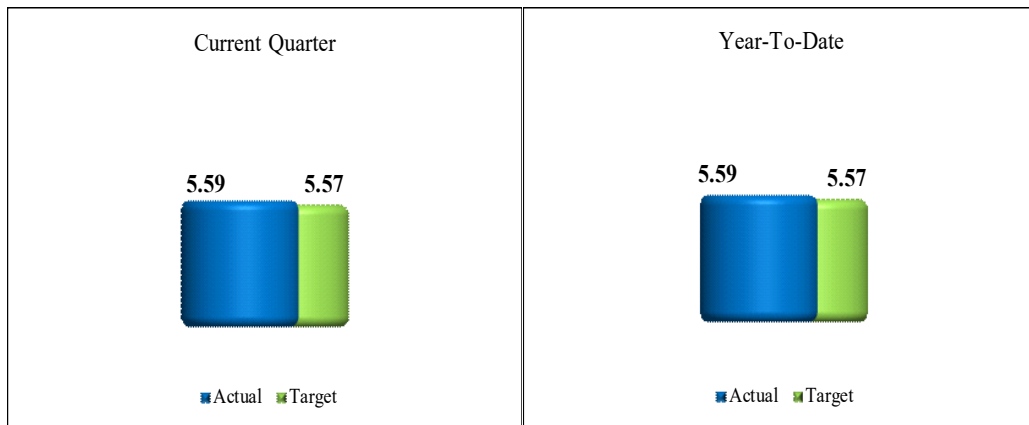 Current Quarter
5.59 5.57
Actual Target
Year-To-Date
5.59 5.57
Actual Target